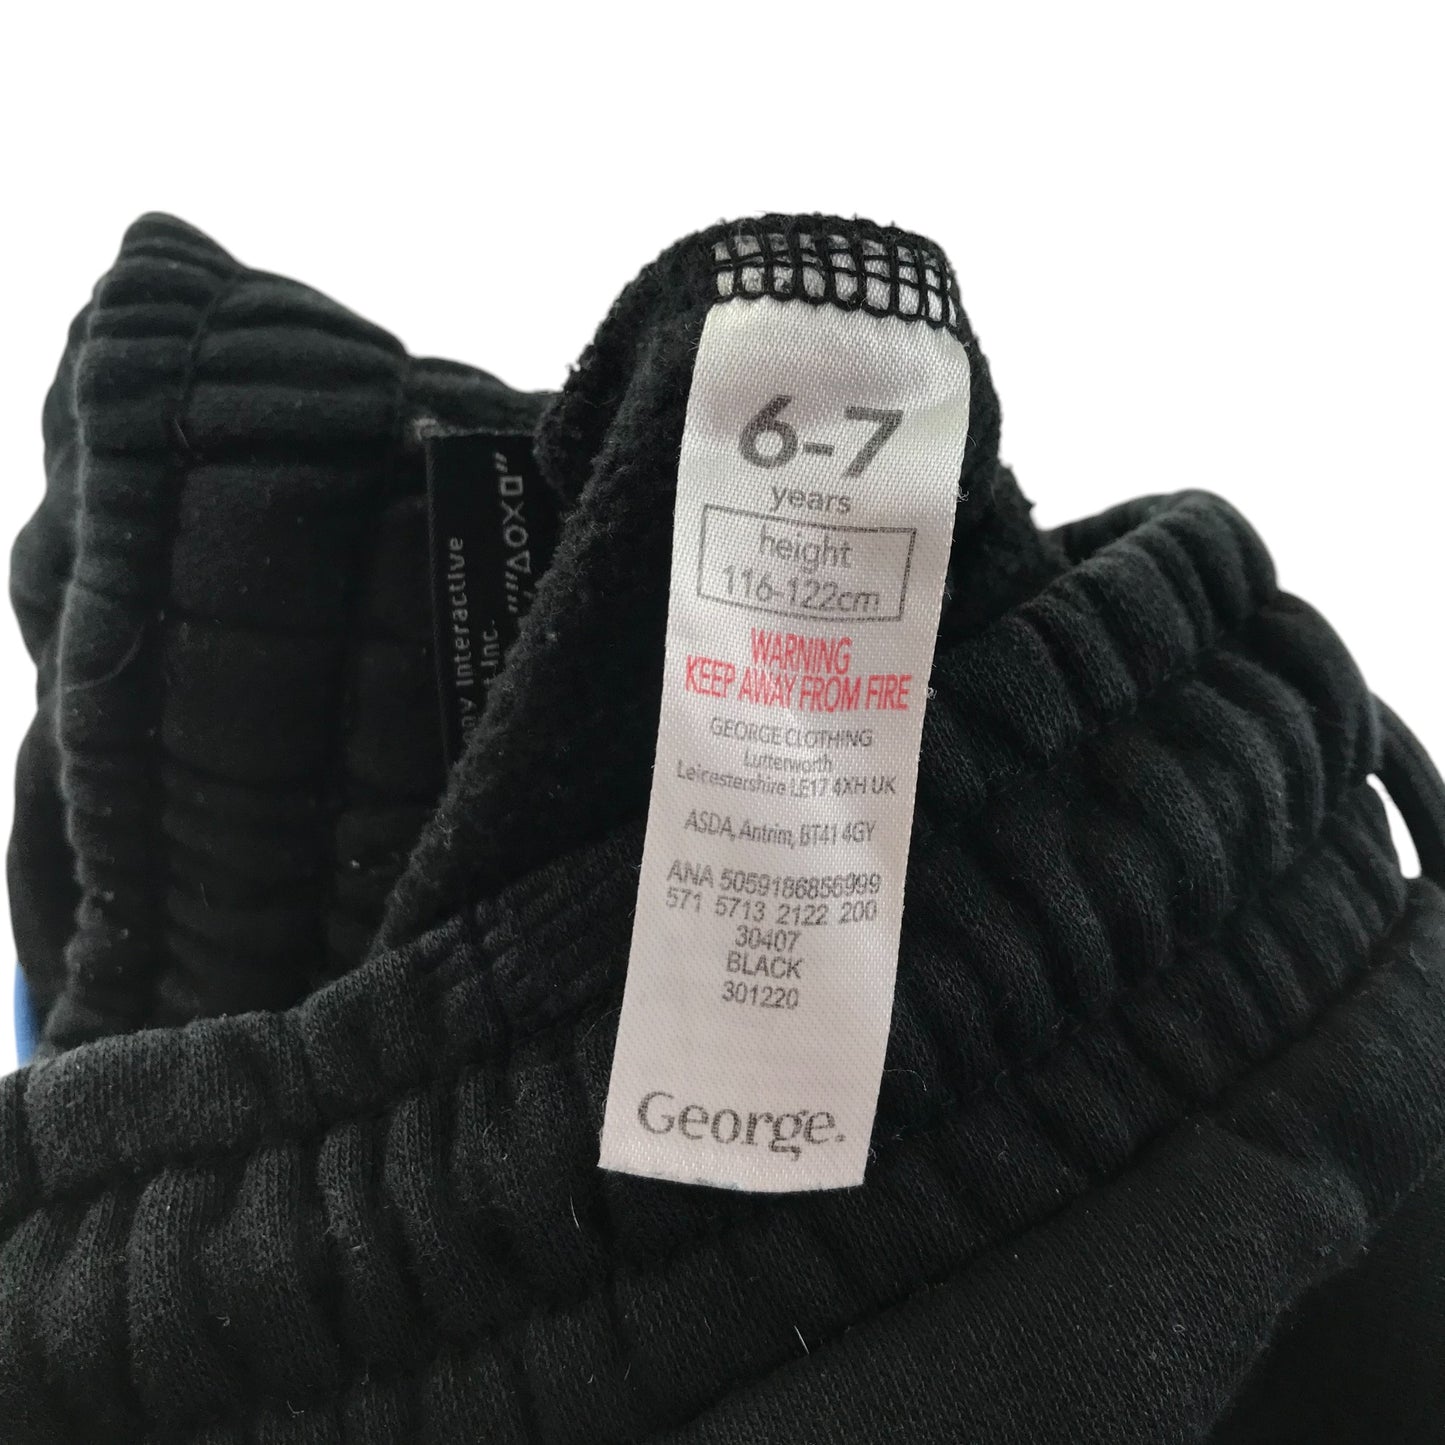 6-7
years
height
116-122cm
WARNING
KEEP AWAY FROM FIRE
GEORGE CLOTHING
Lutterworth
Leicestershire LE17 4XH UK
ASDA, Antrim, BT41 4GY
ANA 5059186856999
571 5713 2122 200
30407
BLACK
301220
George.
Interactive
Inc.